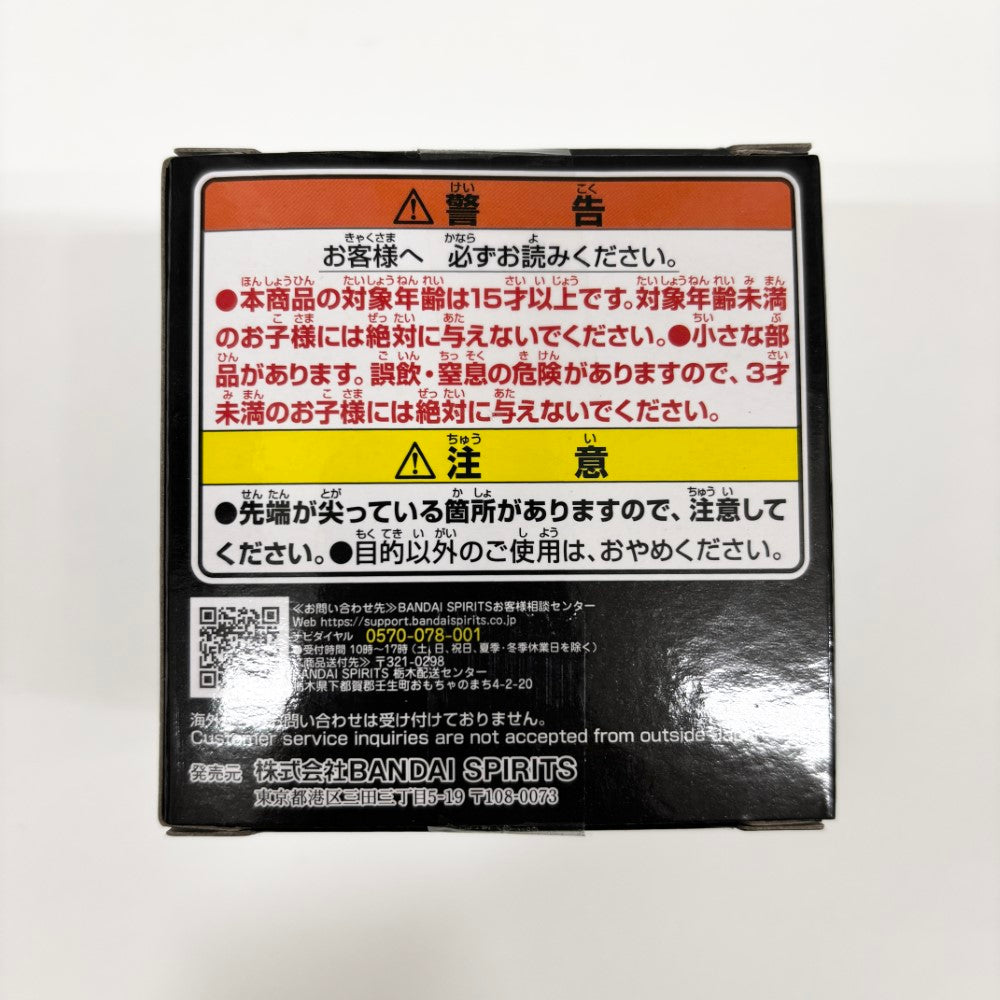 ⚠警告
お客様へ 必ずお読みください。
●本商品の対象年齢は15才以上です。対象年齢未満
のお子様には絶対に与えないでください。●小さな部
品があります。誤飲・窒息の危険がありますので、3才
未満のお子様には絶対に与えないでください。
⚠注意
●先端が尖っている箇所がありますので、注意して
ください。●目的以外のご使用は、おやめください。
≪お問い合わせ先≫BANDAI SPIRITSお客様相談センター
Web https://support.bandaispirits.co.jp
ナビダイヤル 0570-078-001
●受付時間 10時〜17時(土、日、祝日、夏季・冬季休業日を除く)
≪商品送付先≫ 〒321-0298
BANDAI SPIRITS 栃木配送センター
栃木県下都賀郡壬生町おもちゃのまち4-2-20
海外 問い合わせは受け付けておりません。
Customer service inquiries are not accepted from outside Japan
発売元 株式会社BANDAI SPIRITS
東京都港区三田三丁目5-19 〒108-0073